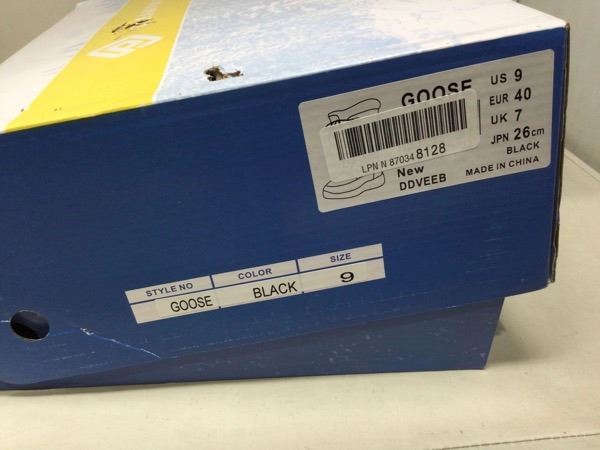 GOOSE
US 9
EUR 40
UK 7
JPN 26cm
BLACK
MADE IN CHINA
LPN N 87034 8128
New
DDVEEB
STYLE NO COLOR SIZE
GOOSE BLACK 9